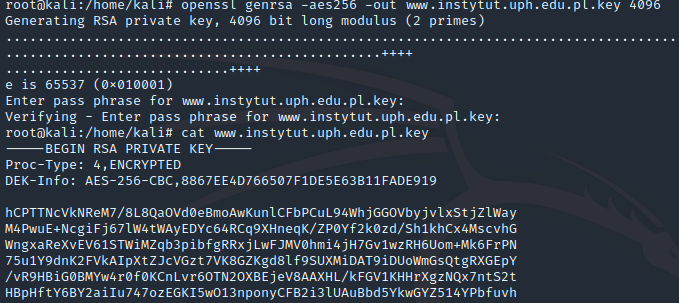 root@kali:/home/kali# openssl genrsa -aes256 -out www.instytut.uph.edu.pl.key 4096
Generating RSA private key, 4096 bit long modulus (2 primes)
....................................................................................
...............................................++++
............................++++
e is 65537 (0×010001)
Enter pass phrase for www.instytut.uph.edu.pl.key:
Verifying - Enter pass phrase for www.instytut.uph.edu.pl.key:
root@kali:/home/kali# cat www.instytut.uph.edu.pl.key
-----BEGIN RSA PRIVATE KEY-----
Proc-Type: 4,ENCRYPTED
DEK-Info: AES-256-CBC,8867EE4D766507F1DE5E63B11FADE919
hCPTTNcVkNReM7/8L8QaOVd0eBmoAwKunlCFbPCuL94WhjGGOVbyjvlxStjZlWay
M4PwuE+NcgiFj67lW4tWAyEDYc64RCq9XHneqK/ZP0Yf2k0zd/Sh1khCx4MscvhG
WngxaReXvEV61STWiMZqb3pibfgRRxjLwFJMV0hmi4jH7Gv1wzRH6Uom+Mk6FrPN
75u1Y9dnK2FVkAIpXtZJcVGzt7VK8GZKgd8lf9SUXMiDAT9iDUoWmGsQtgRXGEpY
/vR9HBiG0BMYw4r0f0KCnLvr6OTN2OXBEjeV8AAXHL/kFGV1KHHrXgzNQx7ntS2t
HBpHftY6BY2aiIu747ozEGKI5wO13nponyCFB2i3lUAuBbd5YkwGYZ514YPbfuvh